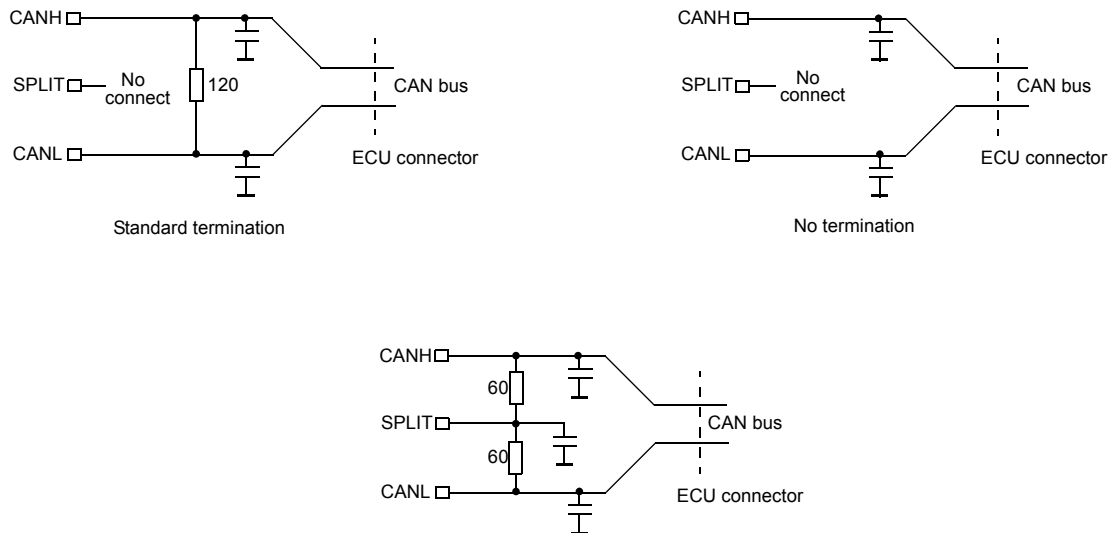 CANH
SPLIT
No
connect
120
CAN bus
CANL
ECU connector
Standard termination
CANH
SPLIT
No
connect
CAN bus
CANL
ECU connector
No termination
CANH
60
SPLIT
CAN bus
60
CANL
ECU connector